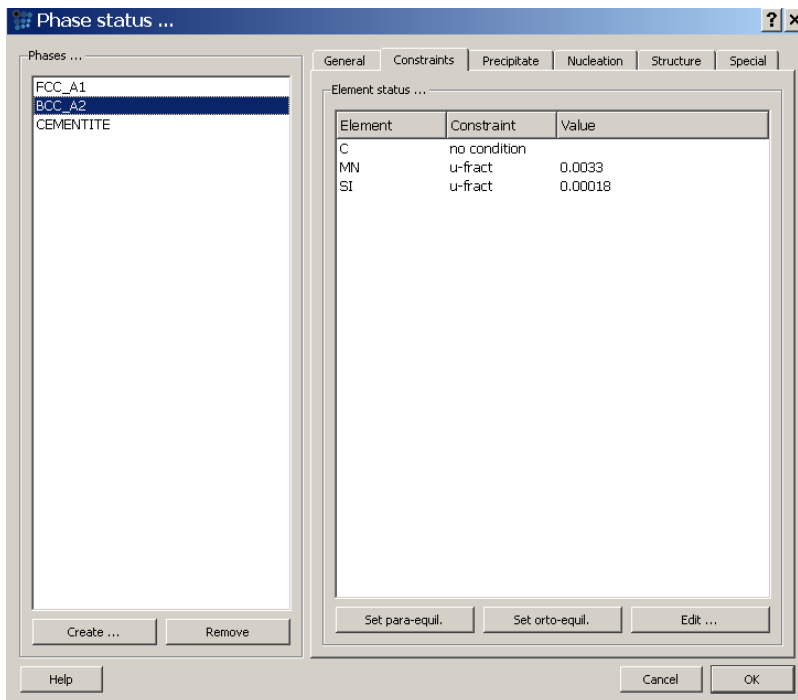 Phase status ...
?
×
Phases ...
FCC_A1
BCC_A2
CEMENTITE
Create ...
Remove
General Constraints Precipitate Nucleation Structure Special
Element status ...
Element Constraint Value
C no condition
MN u-fract 0.0033
SI u-fract 0.00018
Set para-equil. Set orto-equil. Edit ...
Help Cancel OK